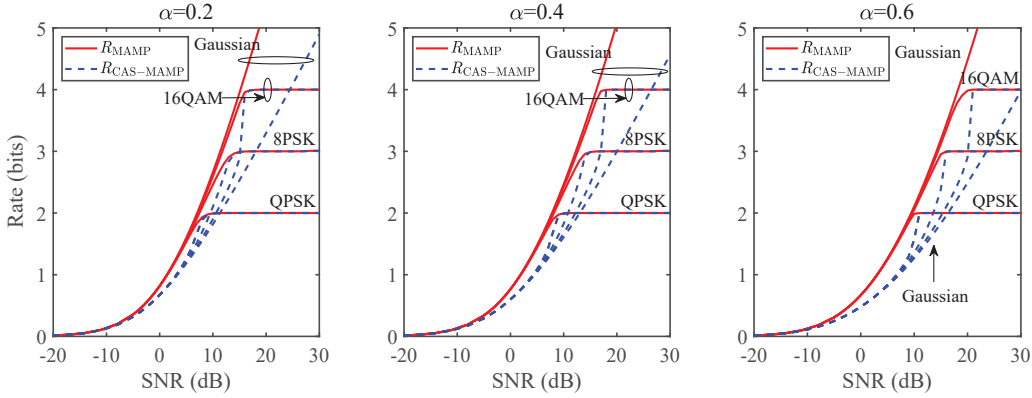 α=0.2
Rate (bits)
5
4
3
2
1
0
R_MAMP
R_CAS−MAMP
Gaussian
16QAM
8PSK
QPSK
-20 -10 0 10 20 30
SNR (dB)
α=0.4
5
4
3
2
1
0
R_MAMP
R_CAS−MAMP
Gaussian
16QAM
8PSK
QPSK
-20 -10 0 10 20 30
SNR (dB)
α=0.6
5
4
3
2
1
0
R_MAMP
R_CAS−MAMP
Gaussian
16QAM
8PSK
QPSK
Gaussian
-20 -10 0 10 20 30
SNR (dB)